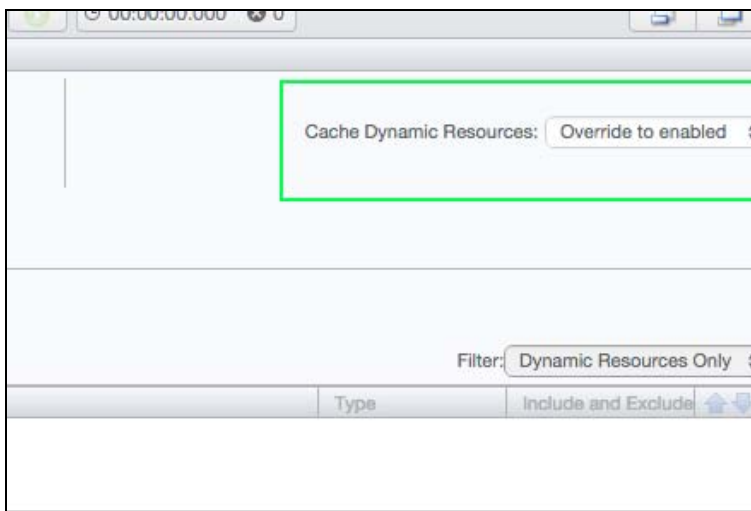 00:00:00.000 0
Cache Dynamic Resources: Override to enabled
Filter: Dynamic Resources Only
Type Include and Exclude